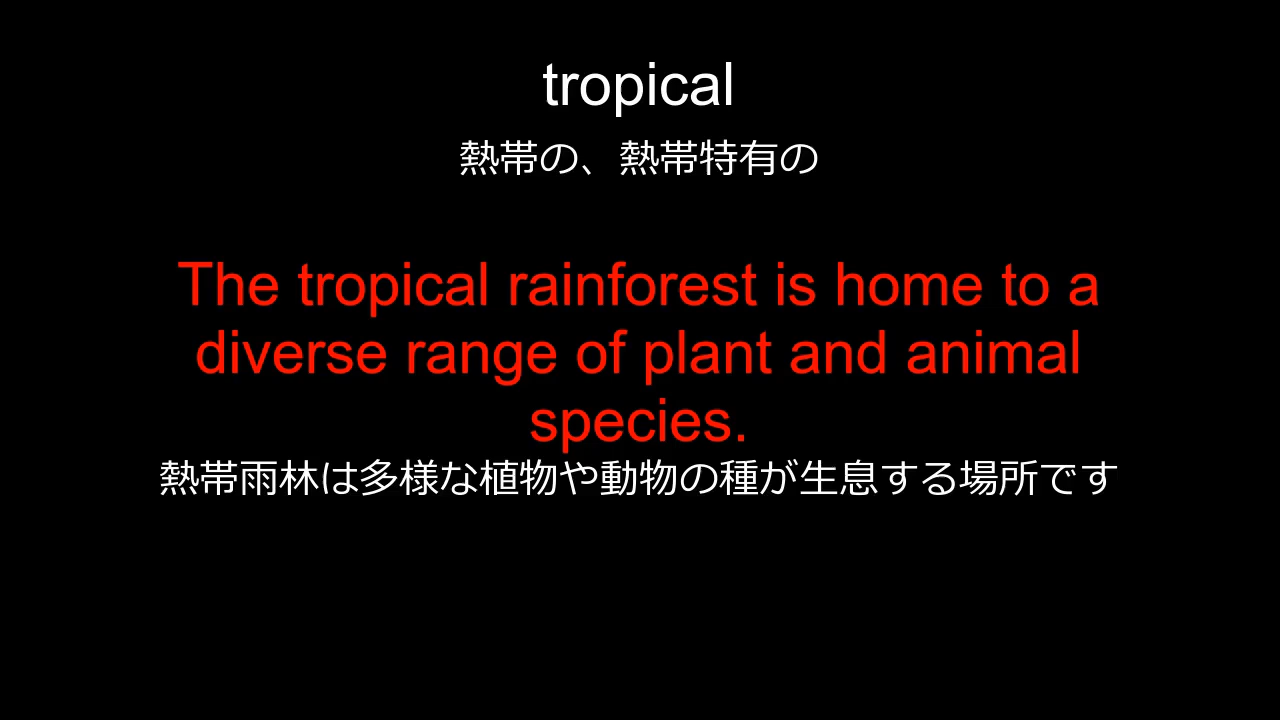 tropical
熱帯の、熱帯特有の
The tropical rainforest is home to a
diverse range of plant and animal
species.
熱帯雨林は多様な植物や動物の種が生息する場所です